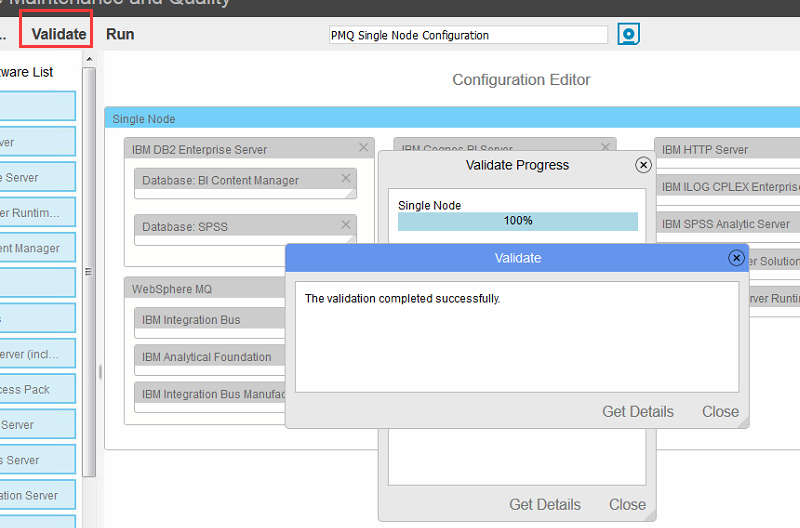 Maintenance and Quality
Validate
Run
PMQ Single Node Configuration
ware List
Configuration Editor
Single Node
ver
e Server
er Runtim...
tent Manager
s
erver (incl...
cess Pack
Server
s Server
ation Server
IBM DB2 Enterprise Server
Database: BI Content Manager
Database: SPSS
WebSphere MQ
IBM Integration Bus
IBM Analytical Foundation
IBM Integration Bus Manufac
IBM Cognos BI Server
IBM HTTP Server
IBM ILOG CPLEX Enterprise
IBM SPSS Analytic Server
er Solution
erver Runtim
Validate Progress
Single Node
100%
Validate
The validation completed successfully.
Get Details
Close
Get Details
Close